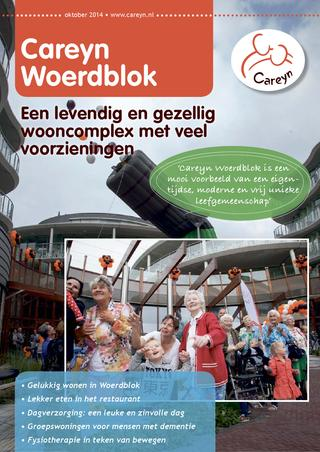 oktober 2014 • www.careyn.nl
Careyn
Woerdblok
Careyn
Een levendig en gezellig
wooncomplex met veel
voorzieningen
'Careyn Woerdblok is een
mooi voorbeeld van een eigen-
tijdse, moderne en vrij unieke
leefgemeenschap'
• Gelukkig wonen in Woerdblok
• Lekker eten in het restaurant
• Dagverzorging: een leuke en zinvolle dag
• Groepswoningen voor mensen met dementie
• Fysiotherapie in teken van bewegen